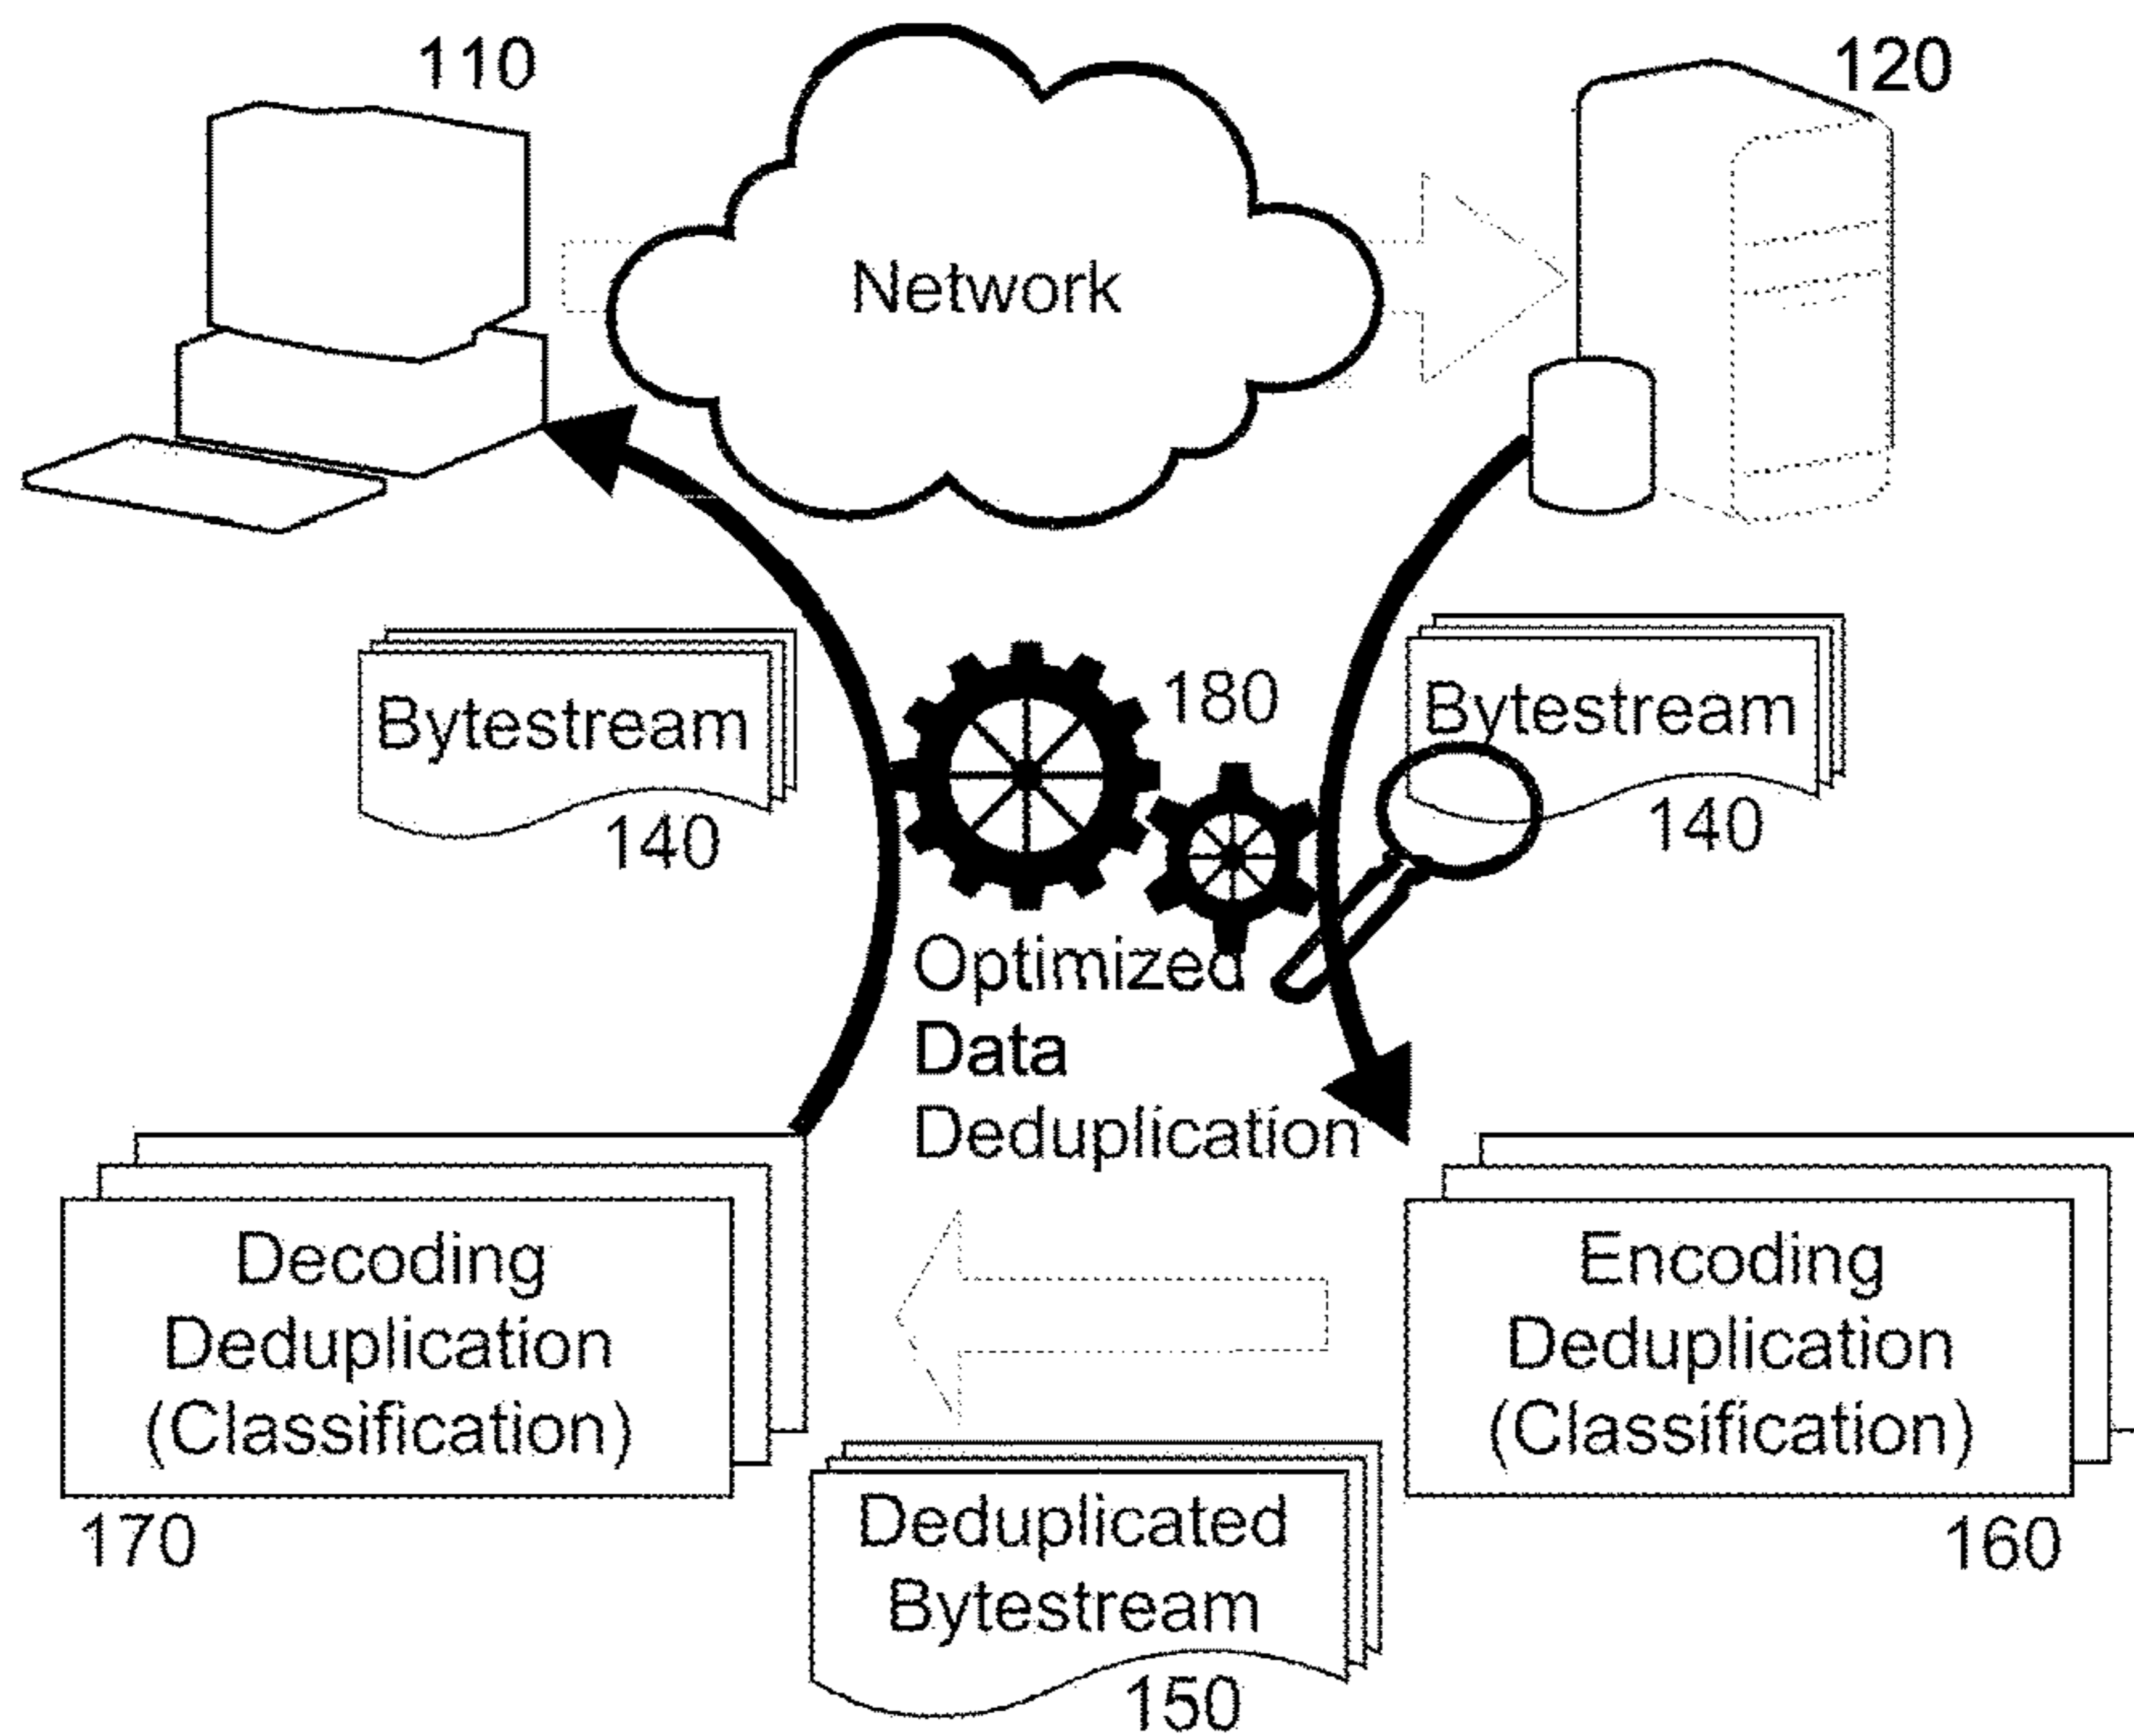 110
120
Network
Bytestream
140
180
Bytestream
140
Optimized
Data
Deduplication
Decoding
Deduplication
(Classification)
170
Encoding
Deduplication
(Classification)
160
Deduplicated
Bytestream
150